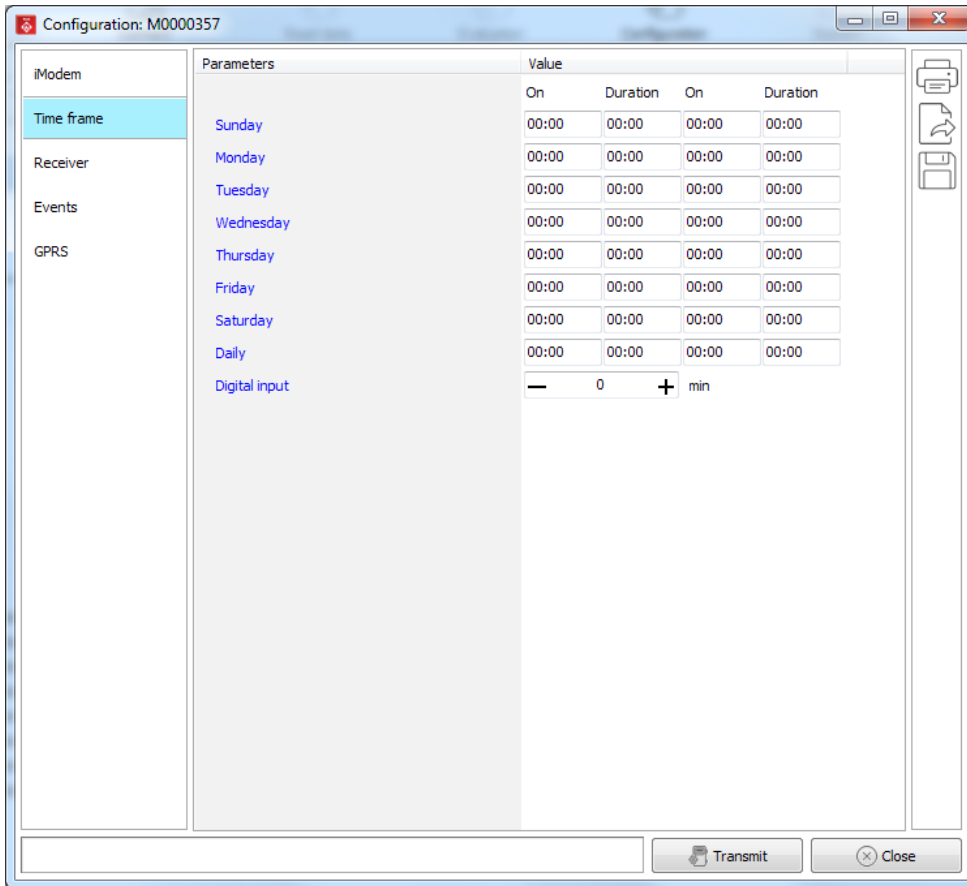 Configuration: M0000357
iModem
Time frame
Receiver
Events
GPRS
Parameters Value
On Duration On Duration
Sunday 00:00 00:00 00:00 00:00
Monday 00:00 00:00 00:00 00:00
Tuesday 00:00 00:00 00:00 00:00
Wednesday 00:00 00:00 00:00 00:00
Thursday 00:00 00:00 00:00 00:00
Friday 00:00 00:00 00:00 00:00
Saturday 00:00 00:00 00:00 00:00
Daily 00:00 00:00 00:00 00:00
Digital input — 0 + min
Transmit Close